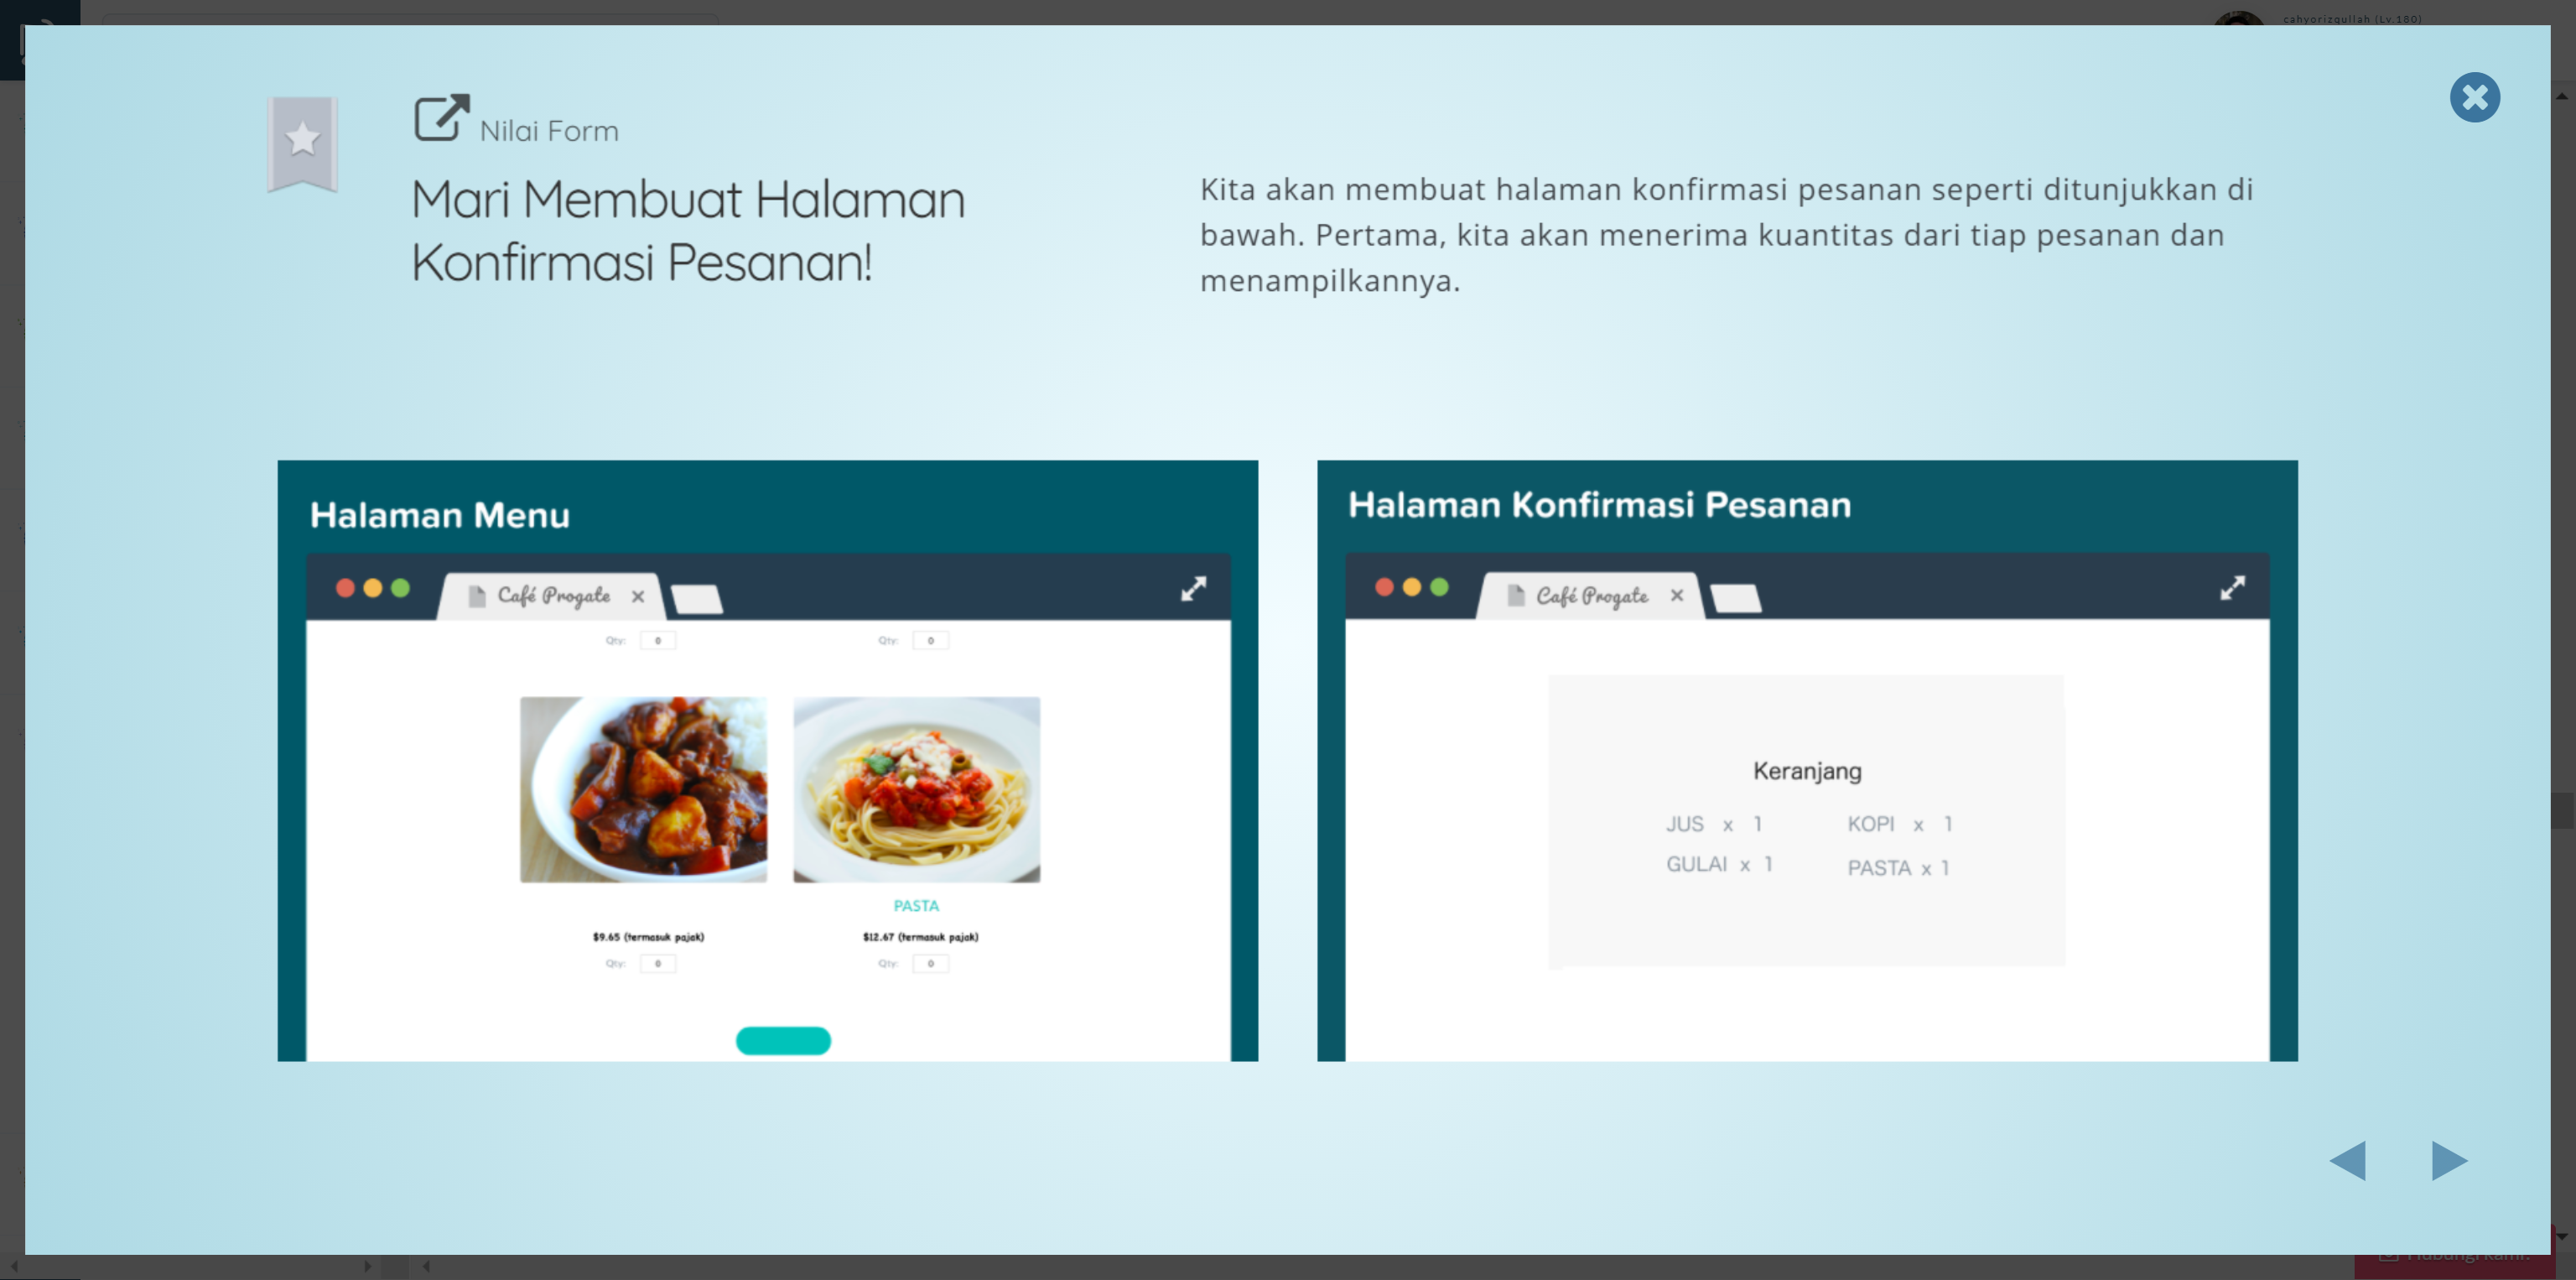 cahyorizqullah (Lv.180)
Nilai Form
Mari Membuat Halaman
Konfirmasi Pesanan!
Kita akan membuat halaman konfirmasi pesanan seperti ditunjukkan di
bawah. Pertama, kita akan menerima kuantitas dari tiap pesanan dan
menampilkannya.
Halaman Menu
Café Progate
Qty: 0
Qty: 0
PASTA
$9.65 (termasuk pajak)
$12.67 (termasuk pajak)
Qty: 0
Qty: 0
Halaman Konfirmasi Pesanan
Café Progate
Keranjang
JUS x 1
KOPI x 1
GULAI x 1
PASTA x 1
Hubungi kami.